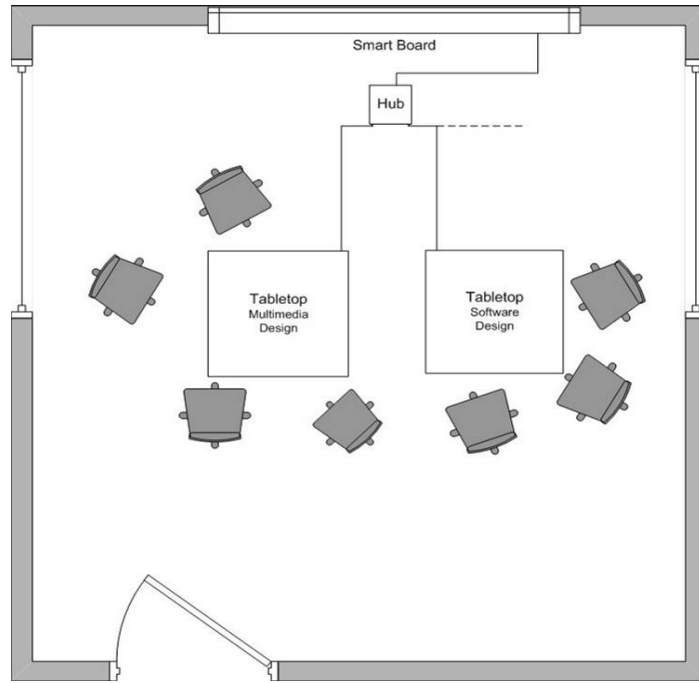 Smart Board
Hub
Tabletop
Multimedia
Design
Tabletop
Software
Design